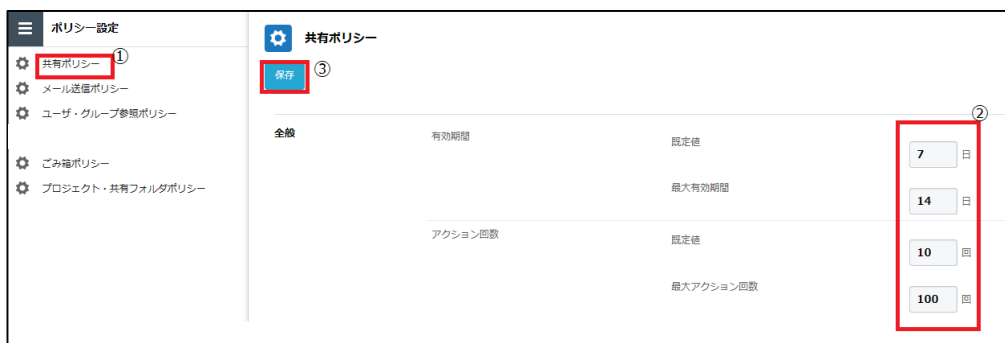 ポリシー設定
共有ポリシー ①
メール送信ポリシー
ユーザ・グループ参照ポリシー
ごみ箱ポリシー
プロジェクト・共有フォルダポリシー
共有ポリシー
保存 ③
②
全般 有効期間 既定値 7 日
最大有効期間 14 日
アクション回数 既定値 10 回
最大アクション回数 100 回